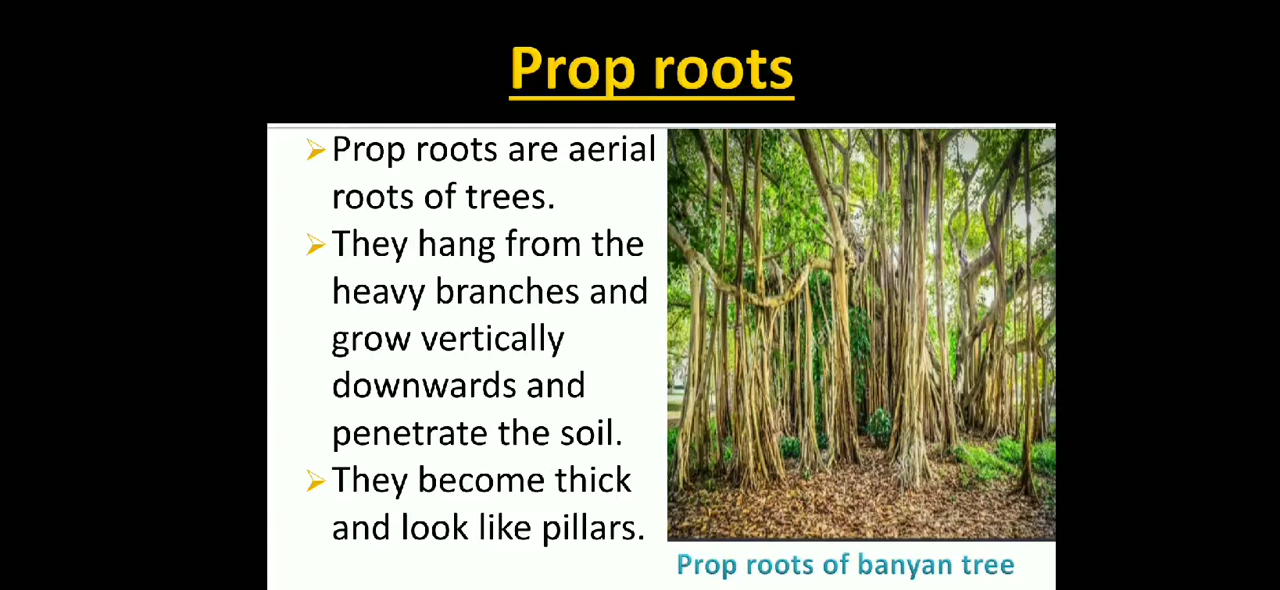 Prop roots
➢ Prop roots are aerial
roots of trees.
➢ They hang from the
heavy branches and
grow vertically
downwards and
penetrate the soil.
➢ They become thick
and look like pillars.
Prop roots of banyan tree